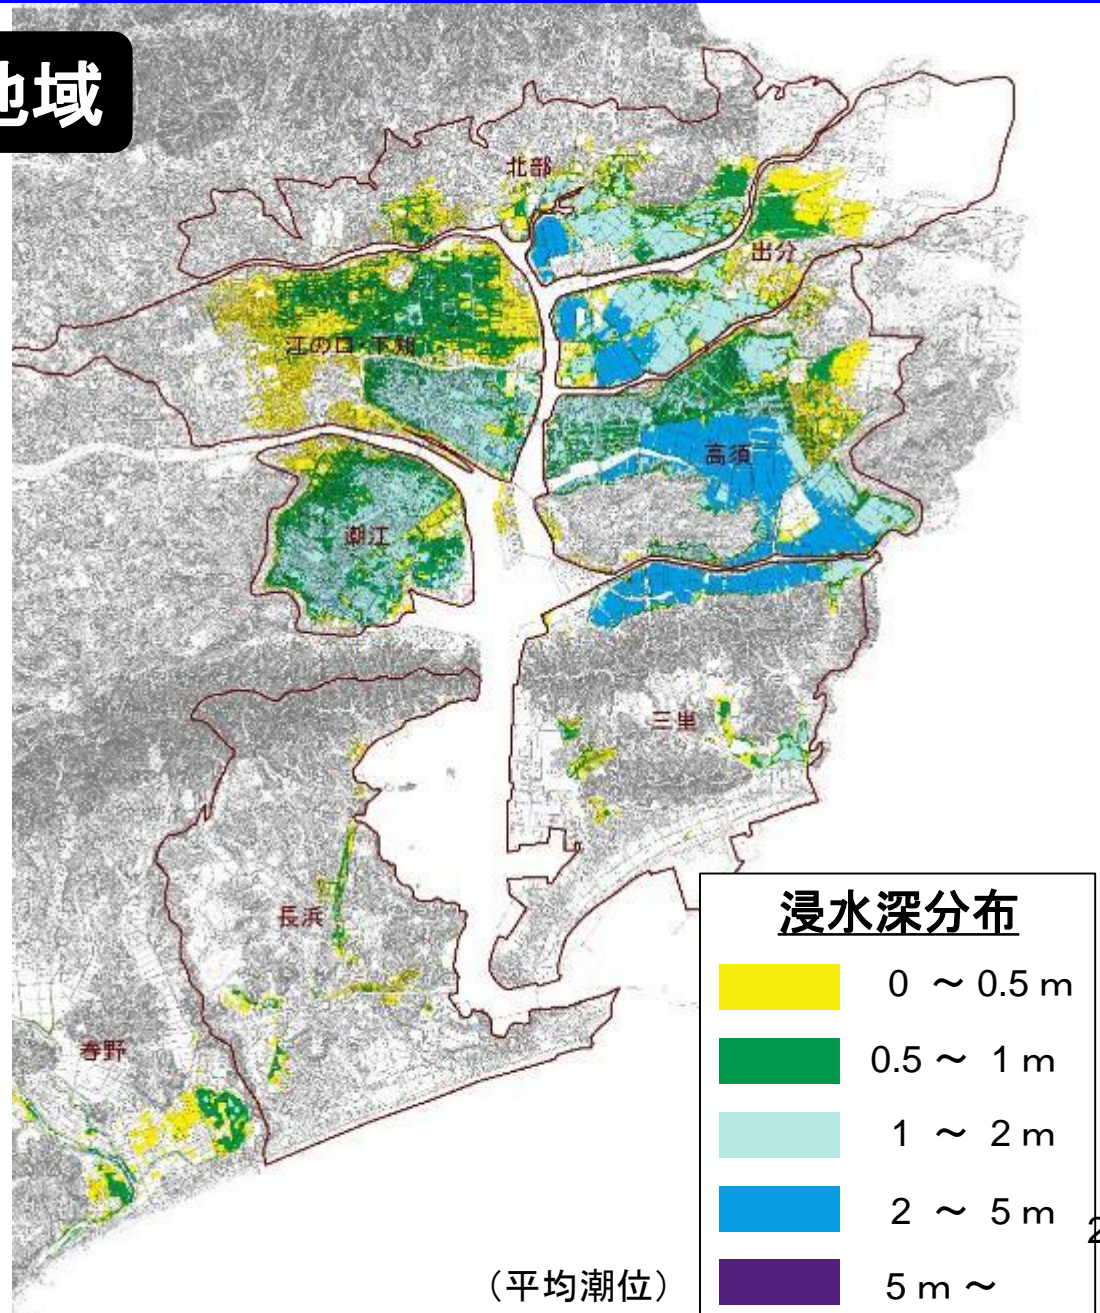 地域
北部
出分
江の口・下知
高須
潮江
三里
長浜
春野
浸水深分布
0 ～ 0.5 m
0.5 ～ 1 m
1 ～ 2 m
2 ～ 5 m
5 m ～
(平均潮位)
2